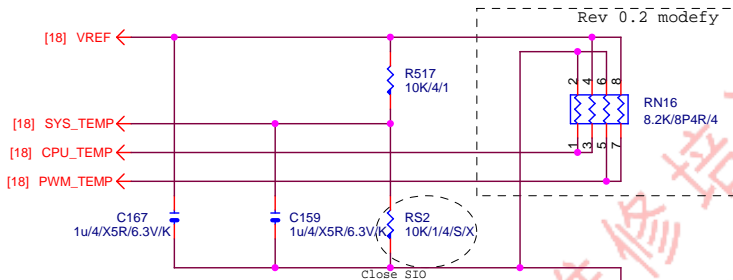 Rev 0.2 modefy
[18] VREF
R517
10K/4/1
2
4
6
8
RN16
8.2K/8P4R/4
[18] SYS_TEMP
1
3
5
7
[18] CPU_TEMP
[18] PWM_TEMP
C167
1u/4/X5R/6.3V/K
C159
1u/4/X5R/6.3V/K
RS2
10K/1/4/S/X
Close SIO
修
培